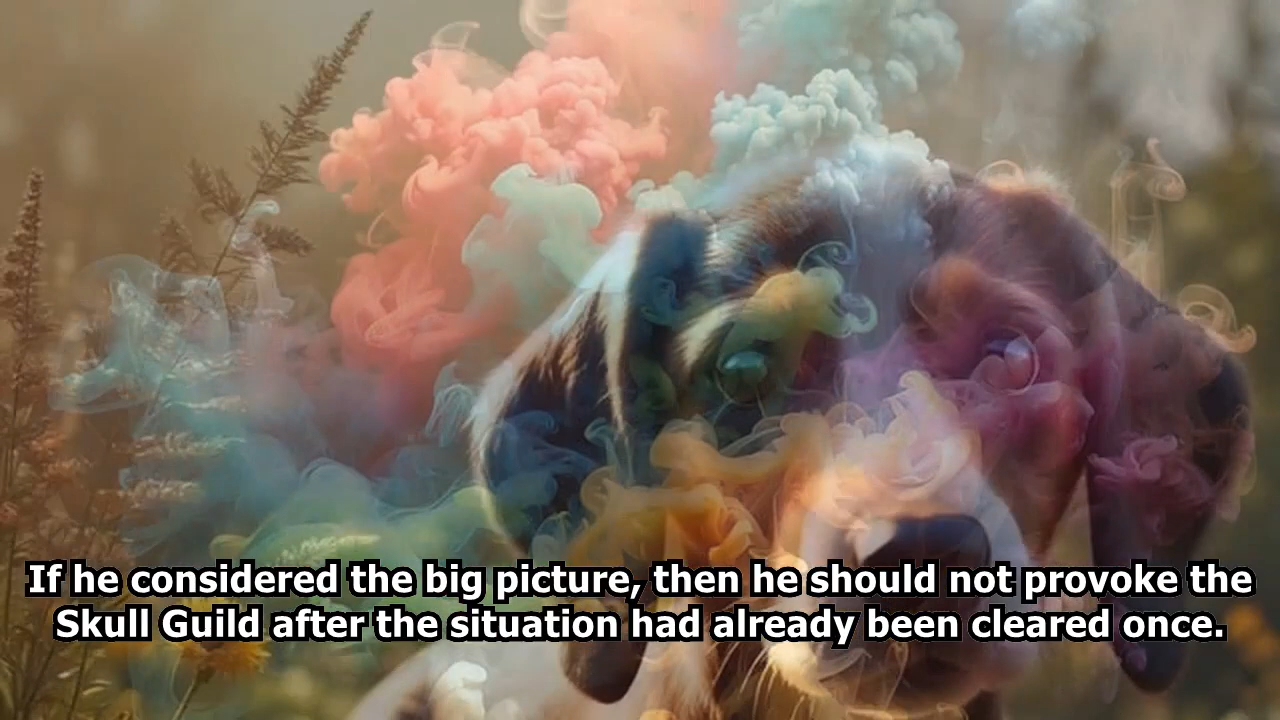 If he considered the big picture, then he should not provoke the
Skull Guild after the situation had already been cleared once.